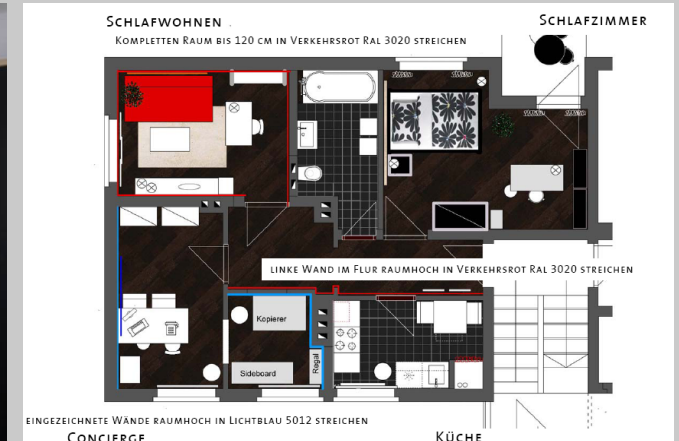 SCHLAFWOHNEN
SCHLAFZIMMER
KOMPLETTEN RAUM BIS 120 CM IN VERKEHRSROT RAL 3020 STREICHEN
LINKE WAND IM FLUR RAUMHOCH IN VERKEHRSROT RAL 3020 STREICHEN
Kopierer
Sideboard
Regal
EINGEZEICHNETE WÄNDE RAUMHOCH IN LICHTBLAU 5012 STREICHEN
CONCIERGE
KÜCHE